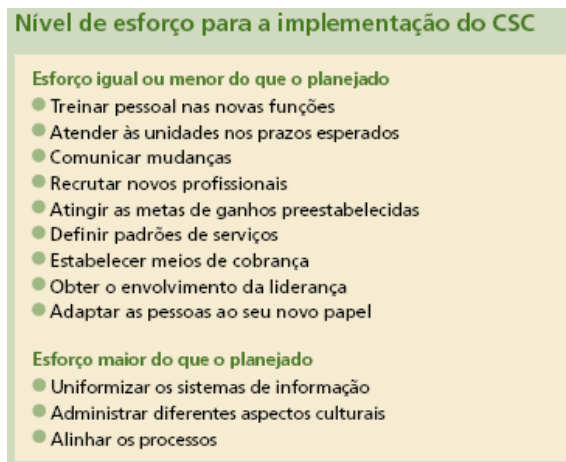 Nível de esforço para a implementação do CSC
Esforço igual ou menor do que o planejado
Treinar pessoal nas novas funções
Atender às unidades nos prazos esperados
Comunicar mudanças
Recrutar novos profissionais
Atingir as metas de ganhos preestabelecidas
Definir padrões de serviços
Estabelecer meios de cobrança
Obter o envolvimento da liderança
Adaptar as pessoas ao seu novo papel
Esforço maior do que o planejado
Uniformizar os sistemas de informação
Administrar diferentes aspectos culturais
Alinhar os processos